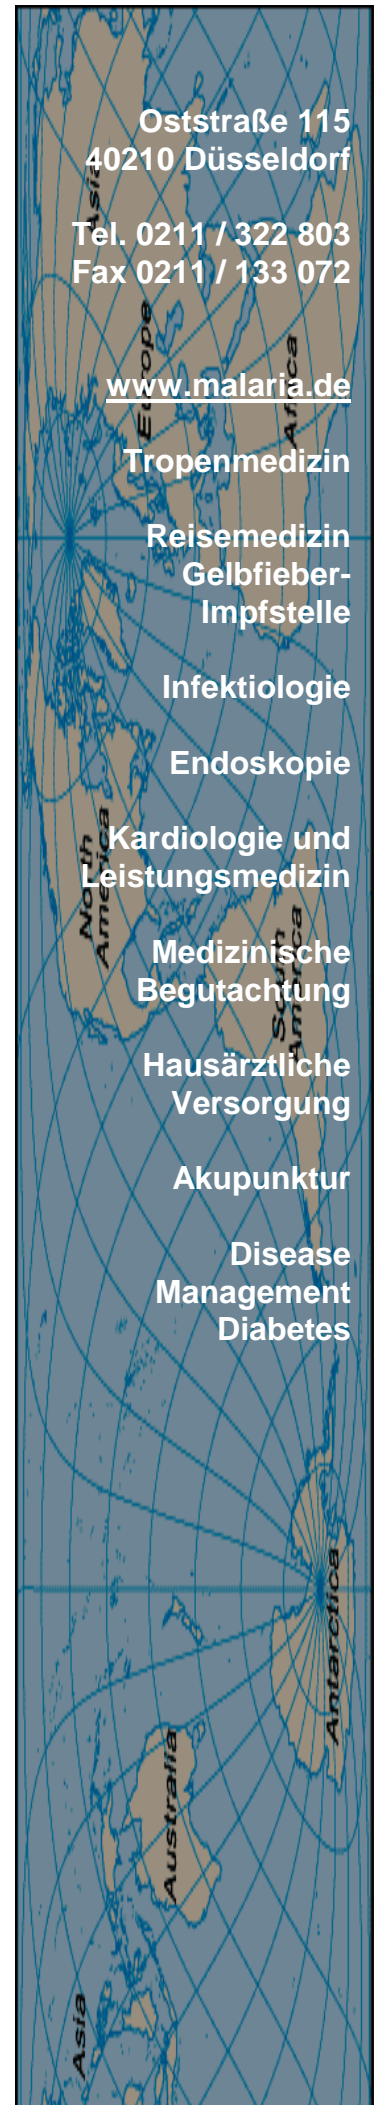 Oststraße 115
40210 Düsseldorf
Tel. 0211 / 322 803
Fax 0211 / 133 072
www.malaria.de
Tropenmedizin
Reisemedizin
Gelbfieber-
Impfstelle
Infektiologie
Endoskopie
Kardiologie und
Leistungsmedizin
Medizinische
Begutachtung
Hausärztliche
Versorgung
Akupunktur
Disease
Management
Diabetes
Asia
Europe
Africa
North
America
South
America
Antarctica
Australia
Asia